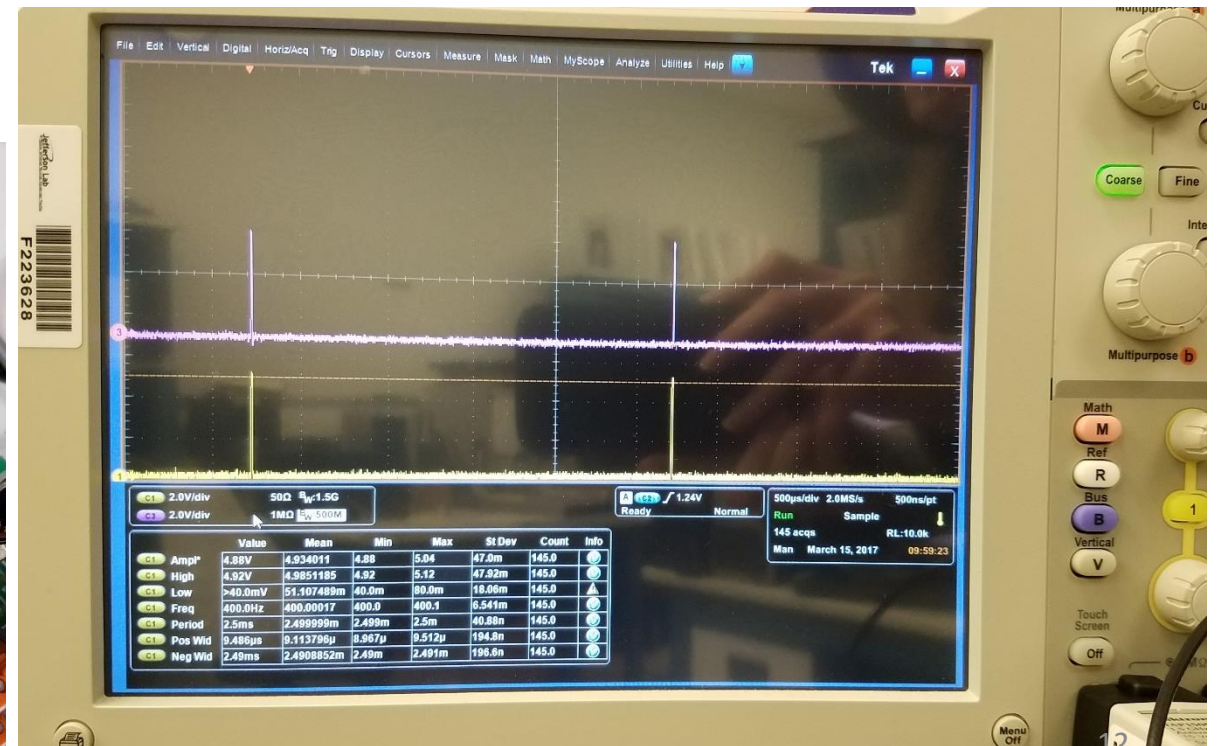 Multipurpose a
File Edit Vertical Digital Horiz/Acq Trig Display Cursors Measure Mask Math MyScope Analyze Utilities Help
Tek
X
Jefferson Lab
F223628
Coarse
Fine
3
Multipurpose b
1
C1 2.0V/div 50Ω BW:1.5G
C3 2.0V/div 1MΩ BW 500M
A C2 1.24V
Ready Normal
500µs/div 2.0MS/s 500ns/pt
Run Sample
145 acqs RL:10.0k
Man March 15, 2017 09:59:23
Value Mean Min Max St Dev Count Info
C1 Ampl* 4.88V 4.934011 4.88 5.04 47.0m 145.0
C1 High 4.92V 4.9851185 4.92 5.12 47.92m 145.0
C1 Low >40.0mV 51.107489m 40.0m 80.0m 18.06m 145.0
C1 Freq 400.0Hz 400.00017 400.0 400.1 6.541m 145.0
C1 Period 2.5ms 2.499999m 2.499m 2.5m 40.88n 145.0
C1 Pos Wid 9.486µs 9.113796µ 8.967µ 9.512µ 194.8n 145.0
C1 Neg Wid 2.49ms 2.4908852m 2.49m 2.491m 196.6n 145.0
Math
M
Ref
R
Bus
B
Vertical
V
1
Touch
Screen
Off
MΩ
Menu
Off
12